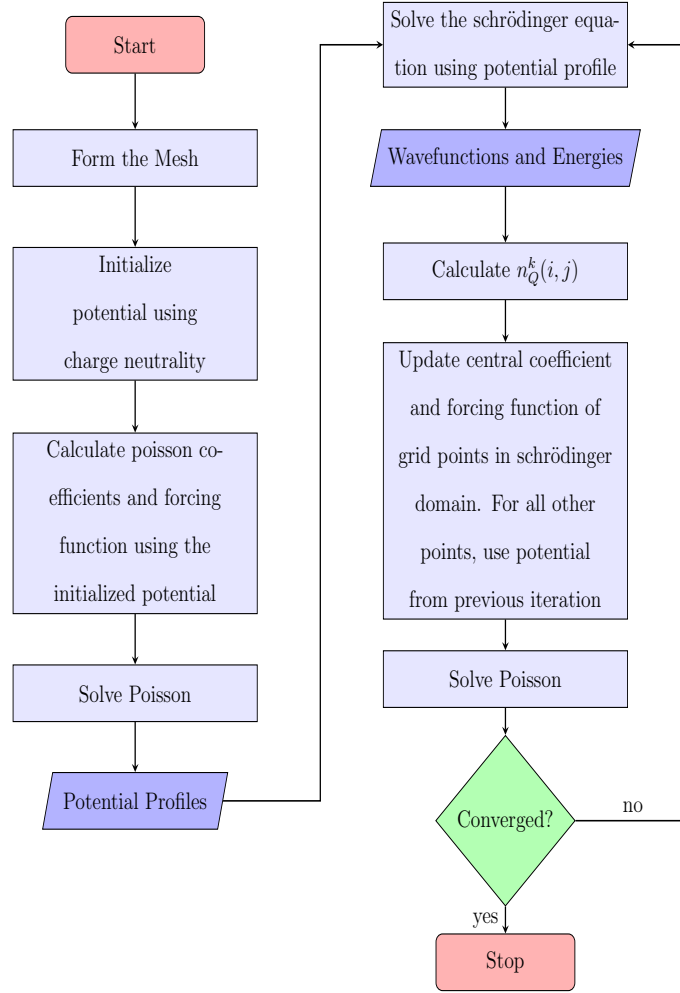 Start
Form the Mesh
Initialize
potential using
charge neutrality
Calculate poisson co-
efficients and forcing
function using the
initialized potential
Solve Poisson
Potential Profiles
Solve the schrödinger equa-
tion using potential profile
Wavefunctions and Energies
Calculate $n_Q^k(i, j)$
Update central coefficient
and forcing function of
grid points in schrödinger
domain. For all other
points, use potential
from previous iteration
Solve Poisson
Converged?
no
yes
Stop